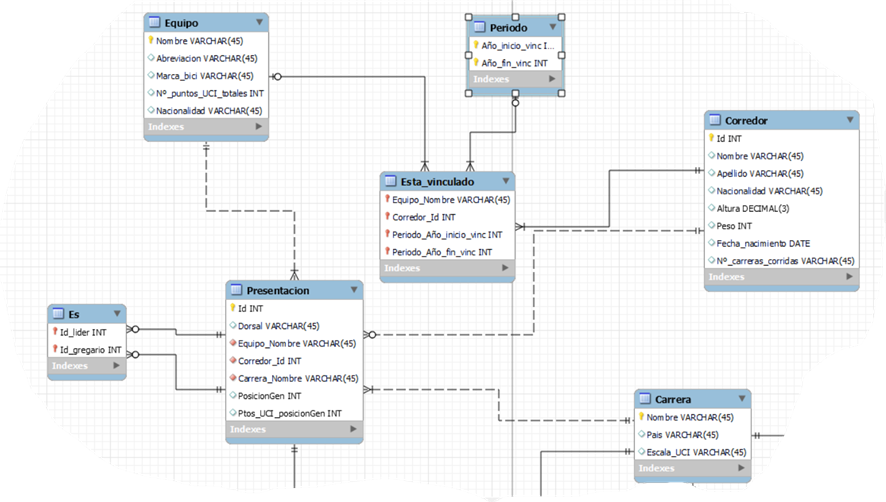 Equipo
Nombre VARCHAR(45)
Abreviacion VARCHAR(45)
Marca_bici VARCHAR(45)
Nº_puntos_UCI_totales INT
Nacionalidad VARCHAR(45)
Indexes
Periodo
Año_inicio_vinc I...
Año_fin_vinc INT
Indexes
Corredor
Id INT
Nombre VARCHAR(45)
Apellido VARCHAR(45)
Nacionalidad VARCHAR(45)
Altura DECIMAL(3)
Peso INT
Fecha_nacimiento DATE
Nº_carreras_corridas VARCHAR(45)
Indexes
Esta_vinculado
Equipo_Nombre VARCHAR(45)
Corredor_Id INT
Periodo_Año_inicio_vinc INT
Periodo_Año_fin_vinc INT
Indexes
Presentacion
Id INT
Dorsal VARCHAR(45)
Equipo_Nombre VARCHAR(45)
Corredor_Id INT
Carrera_Nombre VARCHAR(45)
PosicionGen INT
Ptos_UCI_posicionGen INT
Indexes
Es
Id_lider INT
Id_gregario INT
Indexes
Carrera
Nombre VARCHAR(45)
Pais VARCHAR(45)
Escala_UCI VARCHAR(45)
Indexes